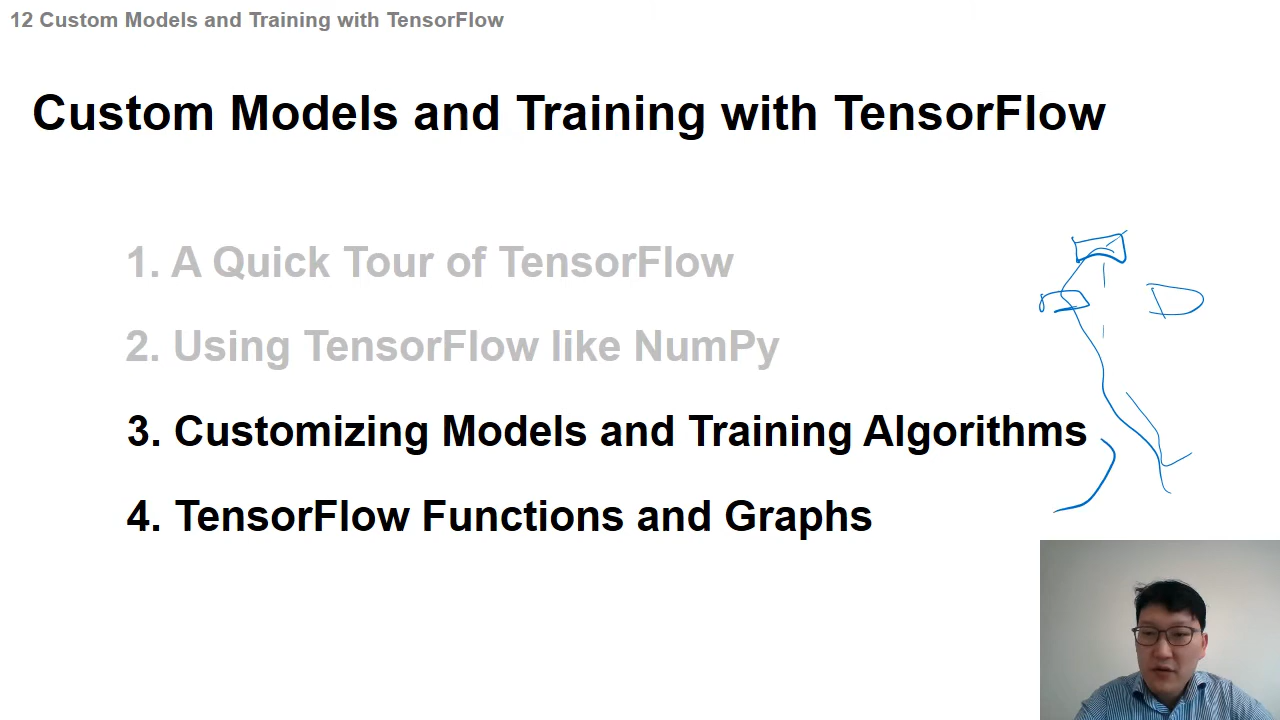 12 Custom Models and Training with TensorFlow
Custom Models and Training with TensorFlow
1. A Quick Tour of TensorFlow
2. Using TensorFlow like NumPy
3. Customizing Models and Training Algorithms
4. TensorFlow Functions and Graphs